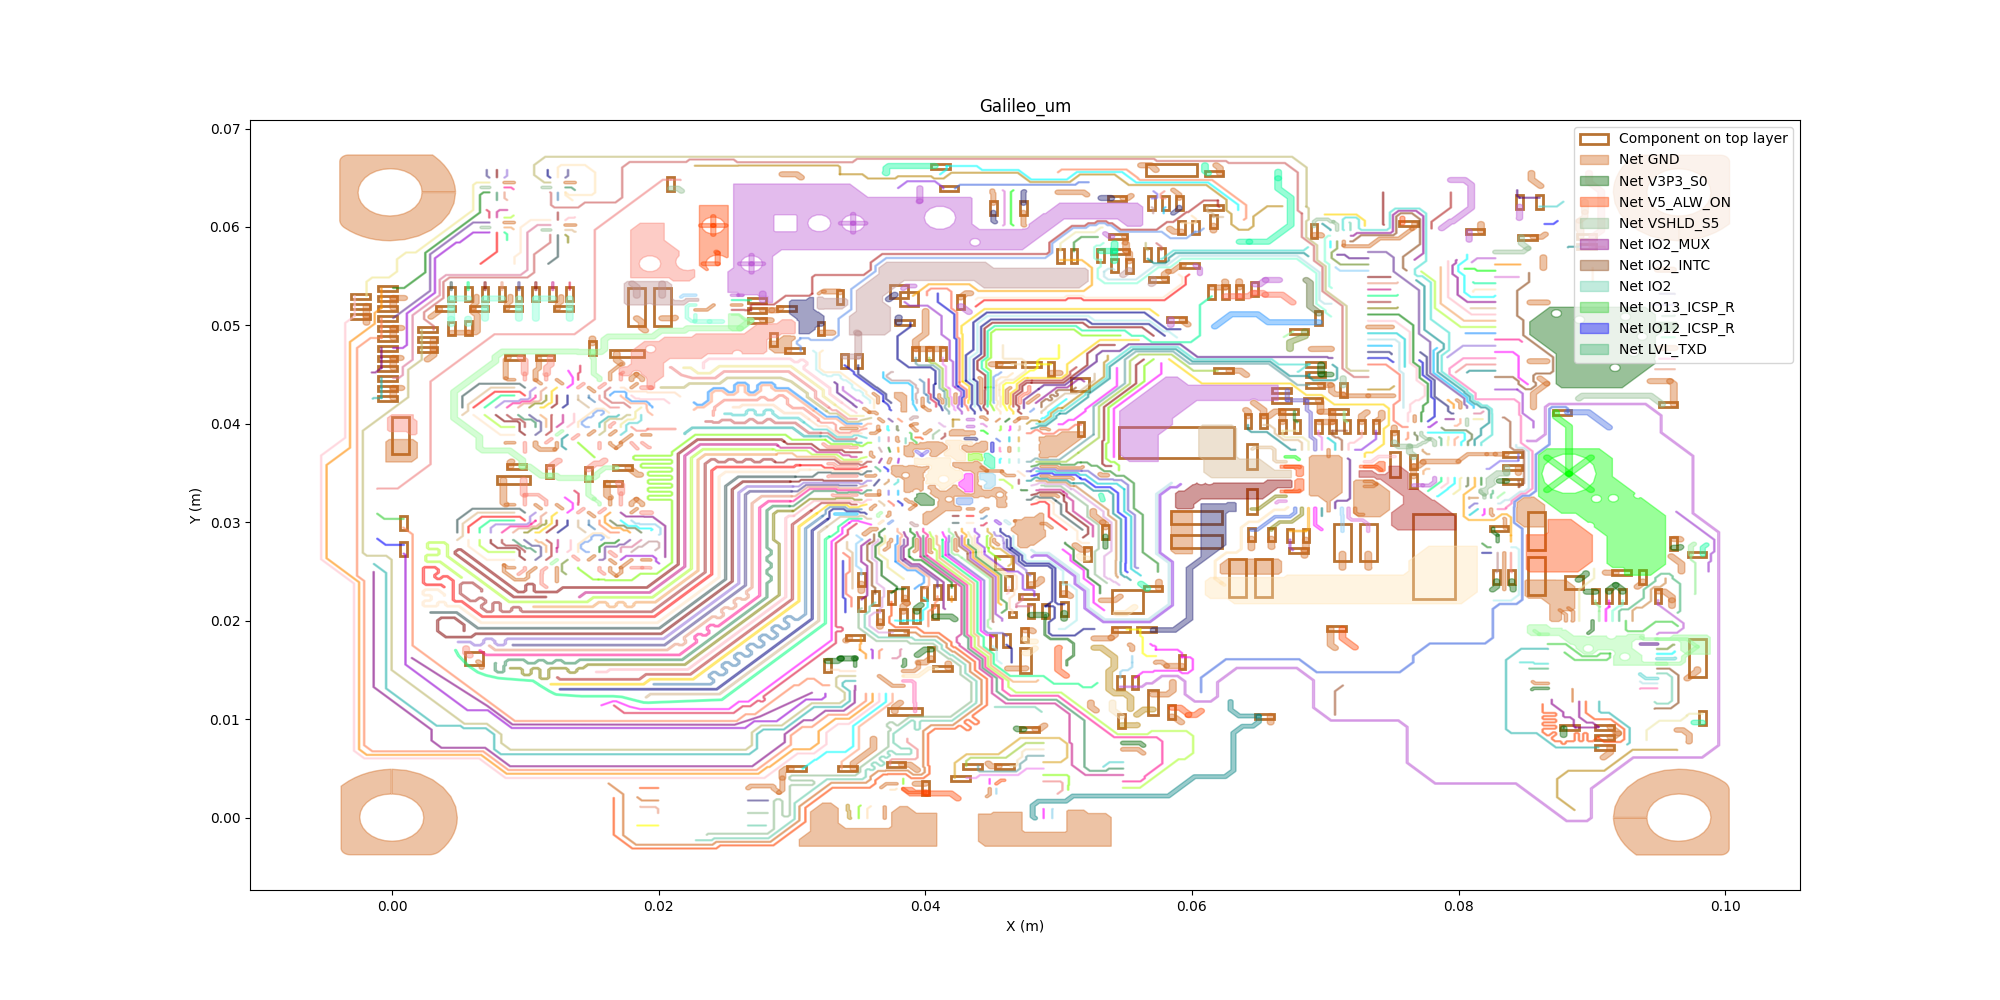 Galileo_um
0.07
0.06
0.05
0.04
0.03
0.02
0.01
0.00
Y (m)
0.00 0.02 0.04 0.06 0.08 0.10
X (m)
Component on top layer
Net GND
Net V3P3_S0
Net V5_ALW_ON
Net VSHLD_S5
Net IO2_MUX
Net IO2_INTC
Net IO2
Net IO13_ICSP_R
Net IO12_ICSP_R
Net LVL_TXD